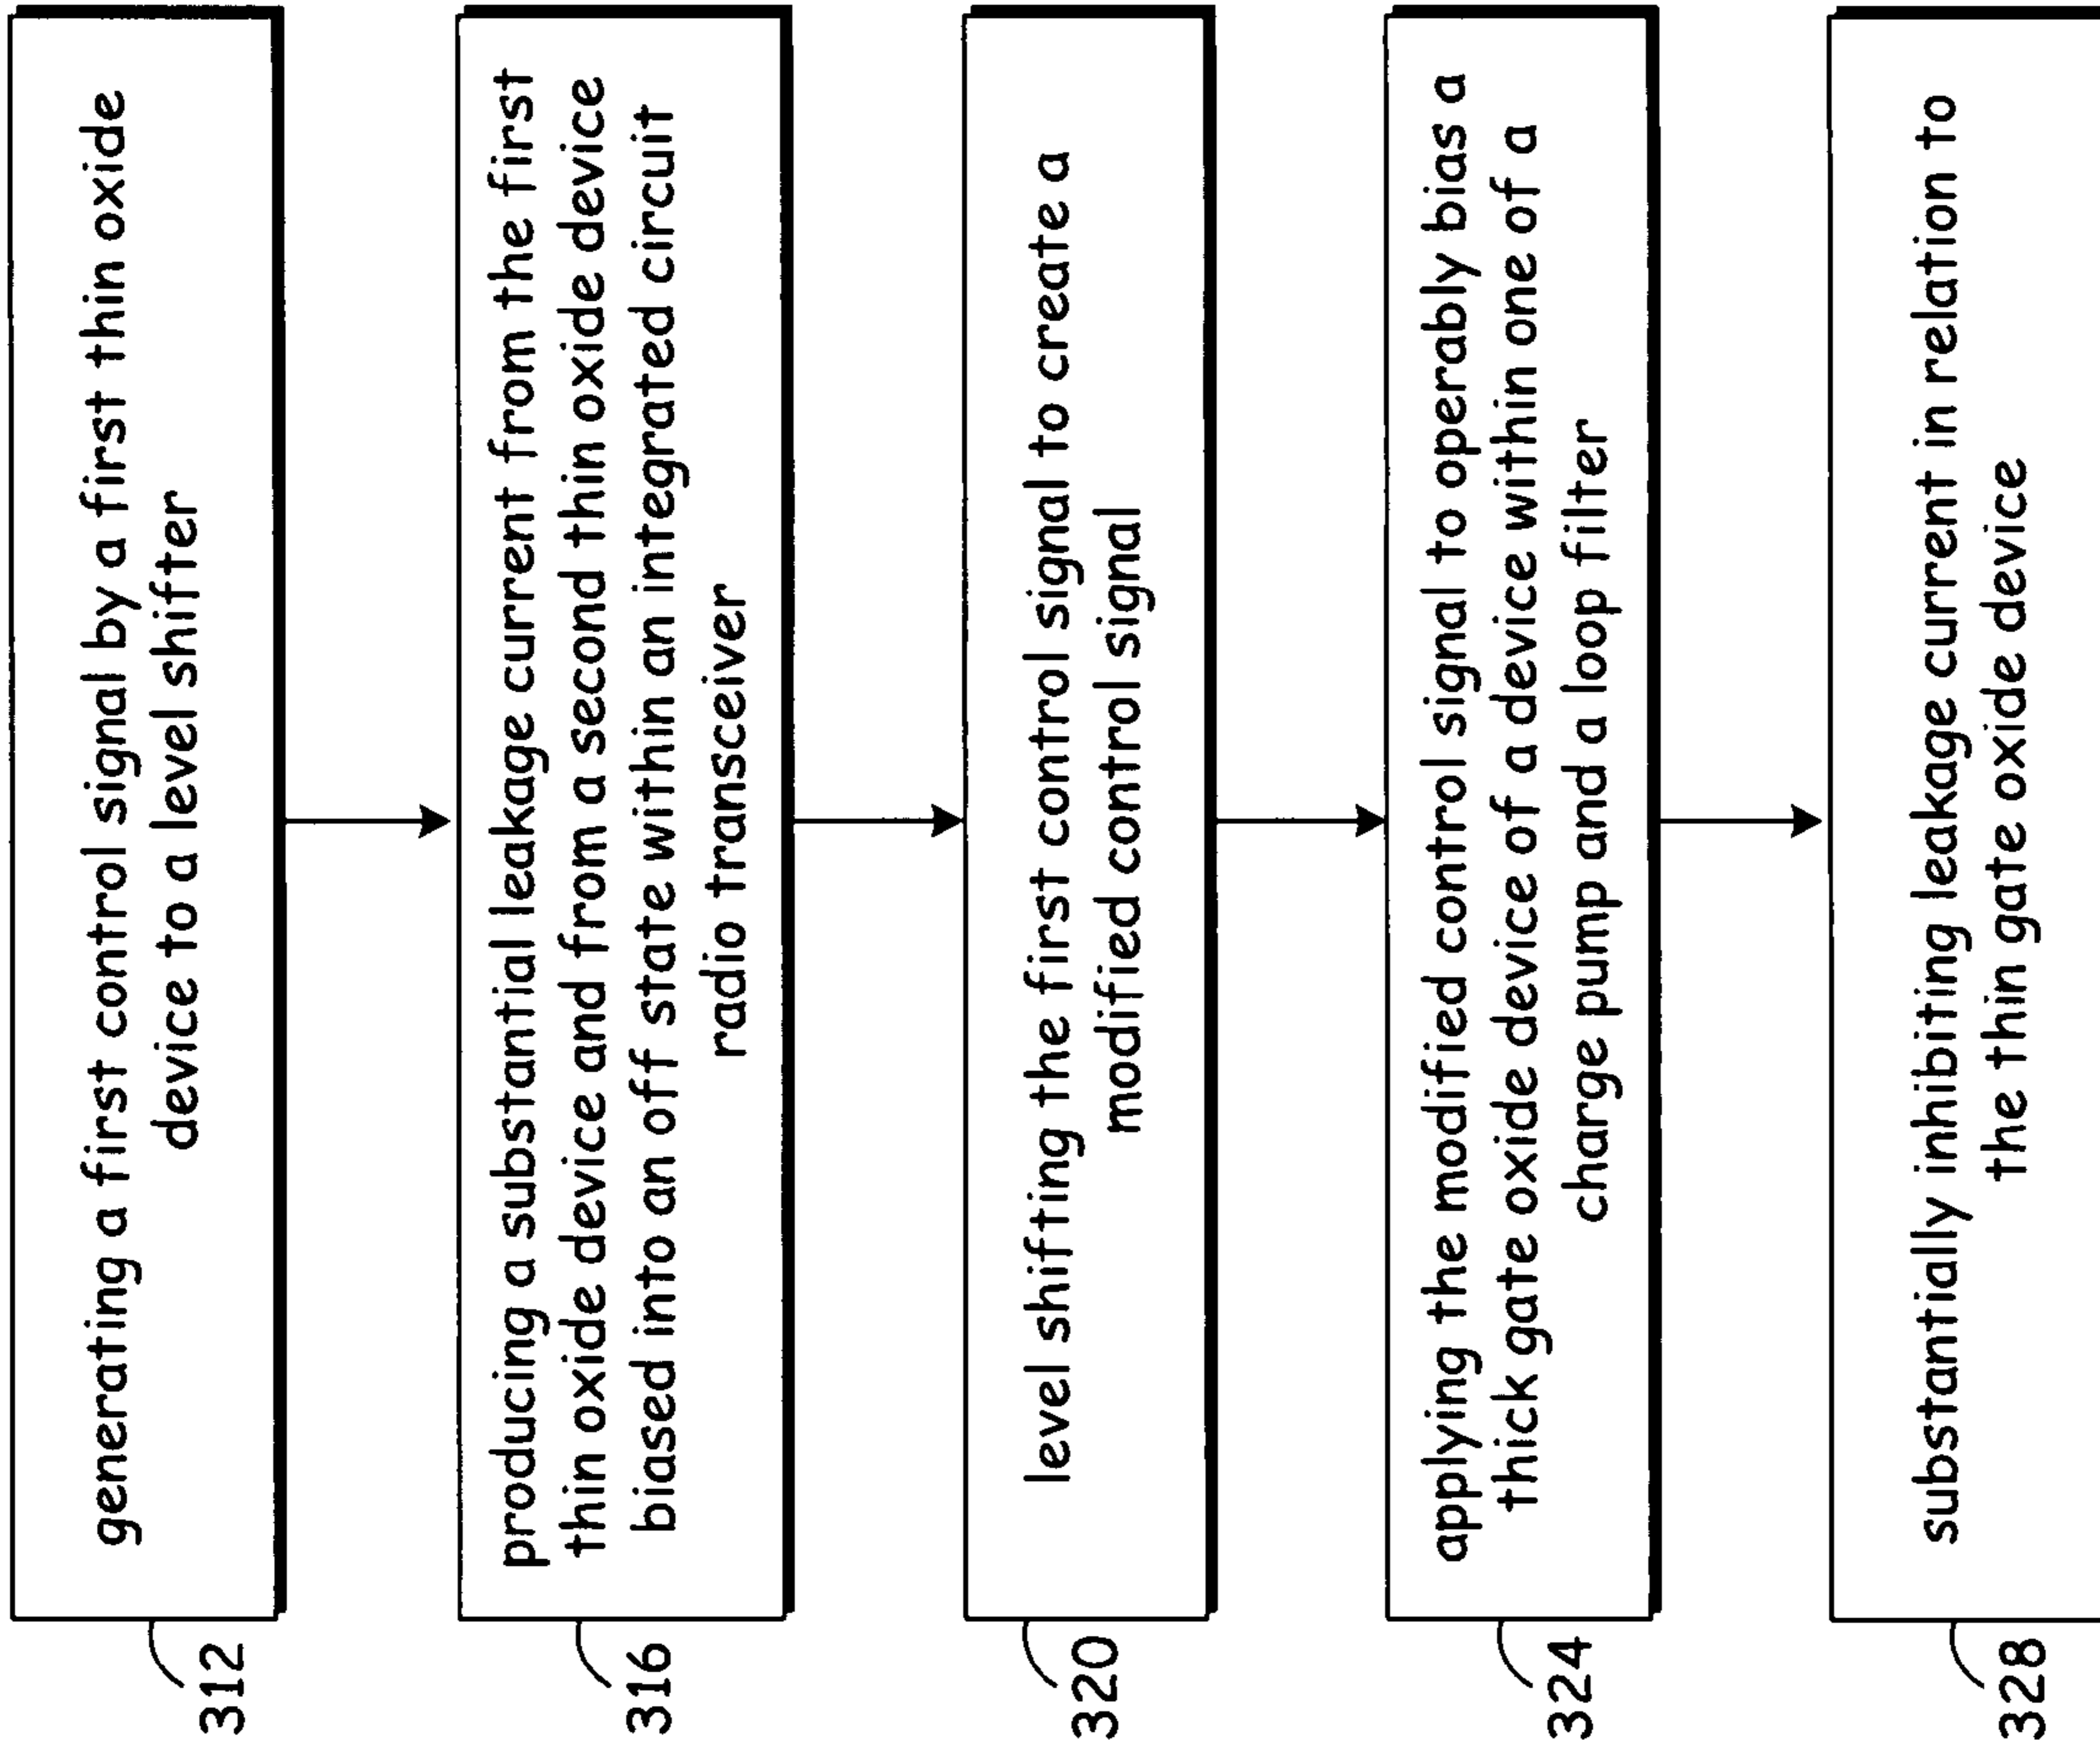 generating a first control signal by a first thin oxide
device to a level shifter
312
producing a substantial leakage current from the first
thin oxide device and from a second thin oxide device
biased into an off state within an integrated circuit
radio transceiver
316
level shifting the first control signal to create a
modified control signal
320
applying the modified control signal to operably bias a
thick gate oxide device of a device within one of a
charge pump and a loop filter
324
substantially inhibiting leakage current in relation to
the thin gate oxide device
328